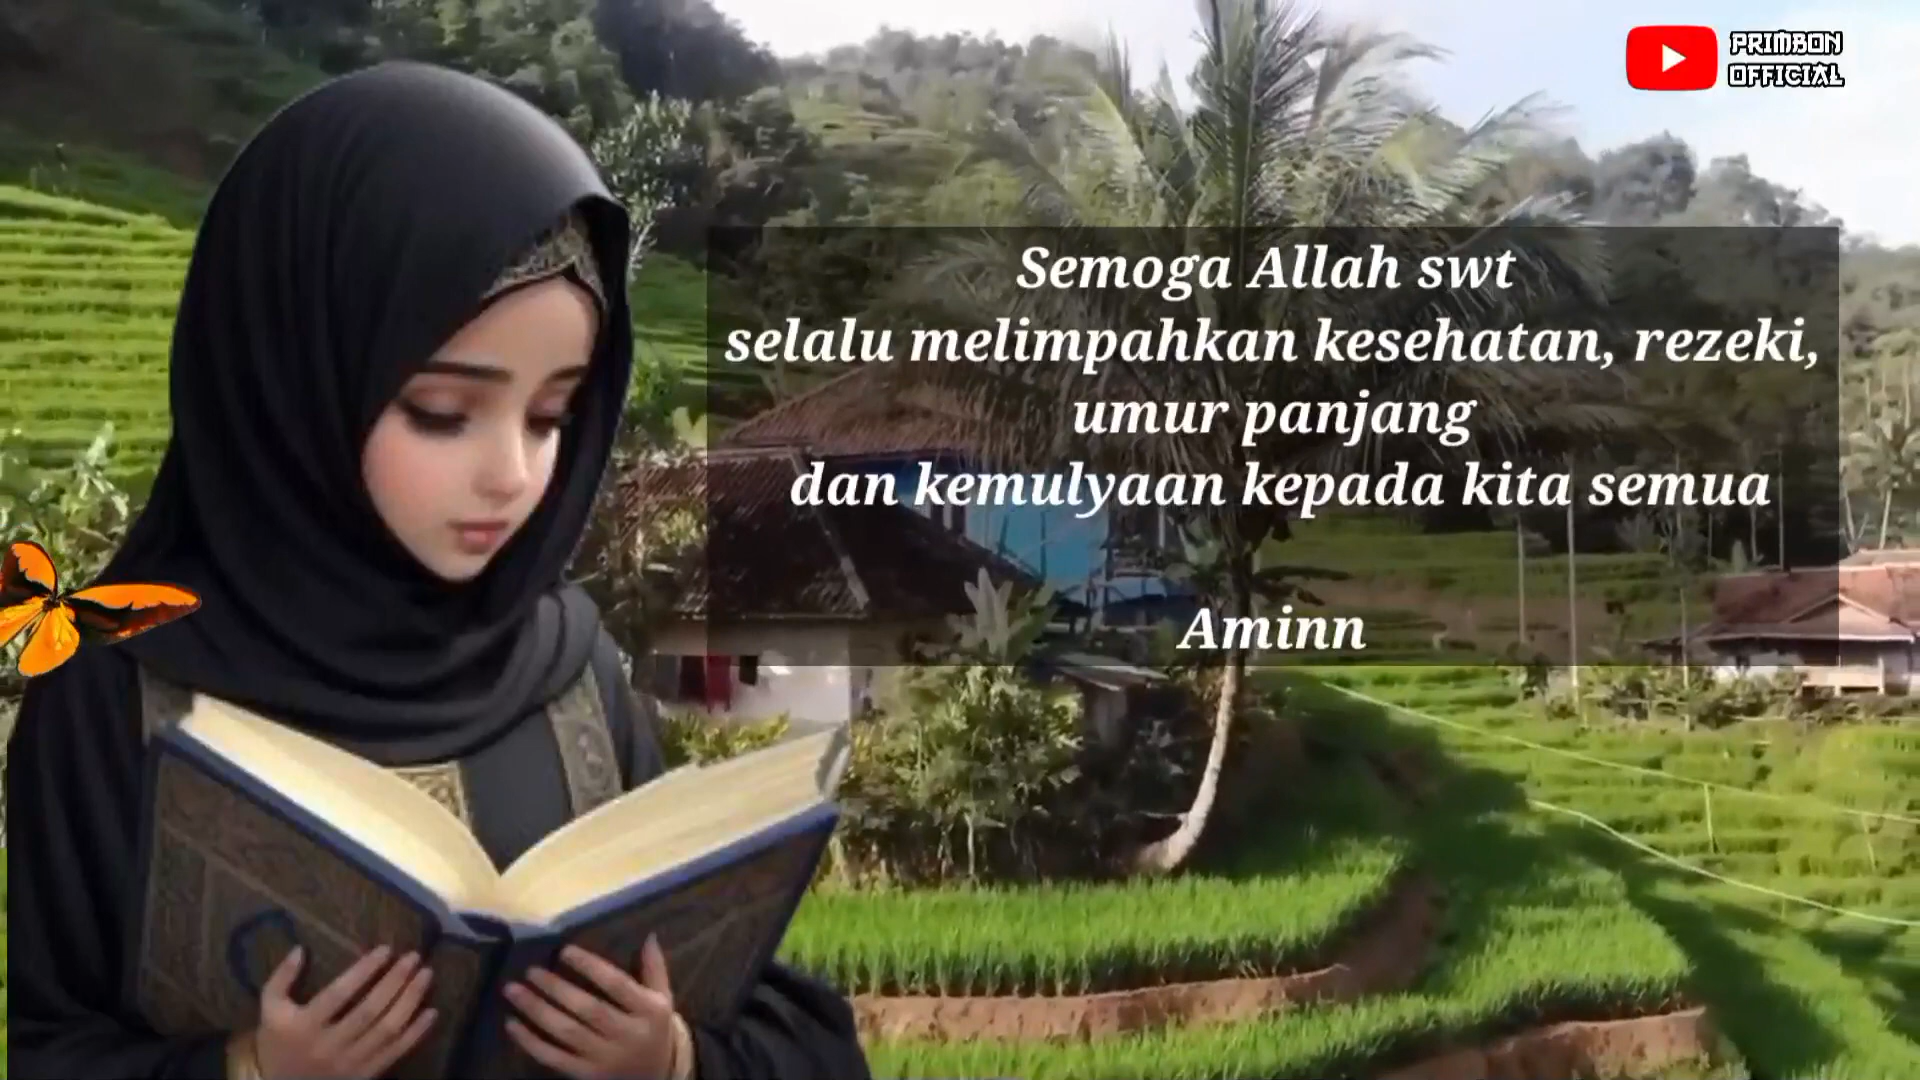 PRIMBON
OFFICIAL
Semoga Allah swt
selalu melimpahkan kesehatan, rezeki,
umur panjang
dan kemulyaan kepada kita semua
Aminn